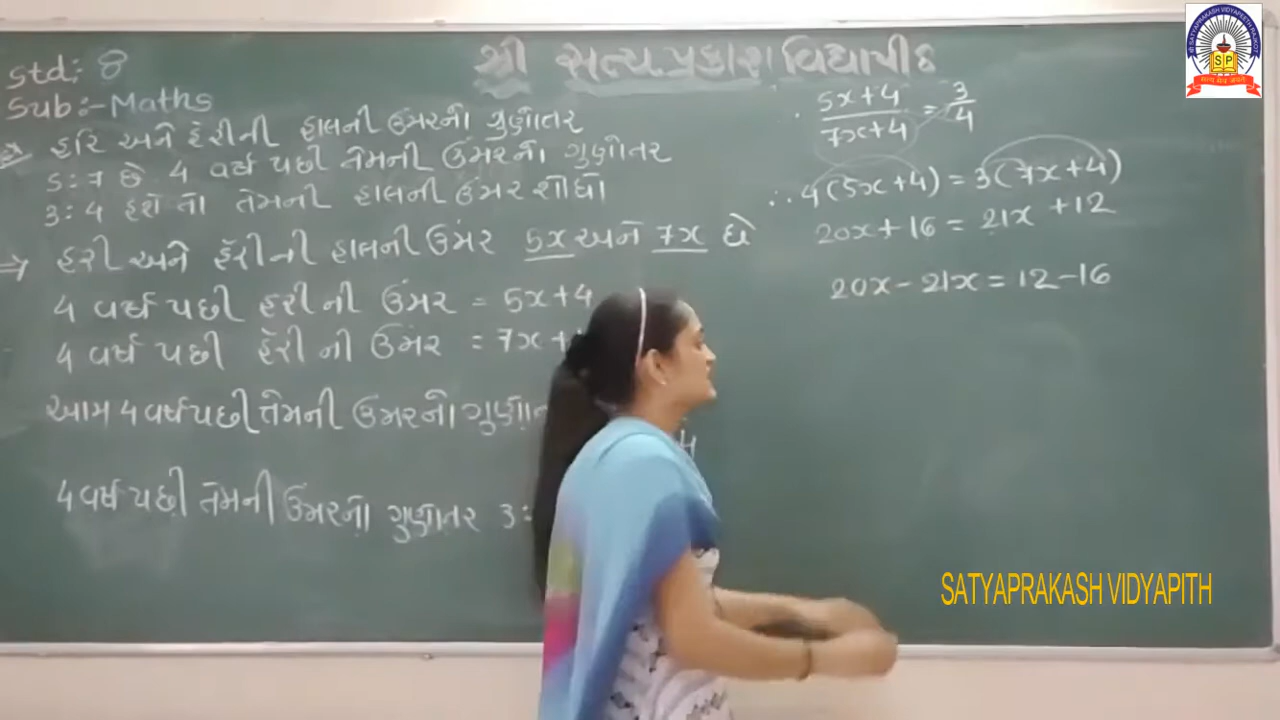 શ્રી સત્યપ્રકાશ વિદ્યાપીઠ
Std: 8
Sub:- Maths
હરિ અને હેરીની હાલની ઉંમરનો ગુણોતર
5:7 છે 4 વર્ષ પછી તેમની ઉંમરનો ગુણોતર
3:4 હશે તો તેમની હાલની ઉંમર શોધો
⇒ હરી અને હૅરીની હાલની ઉંમર 5x અને 7x છે
4 વર્ષ પછી હરીની ઉંમર = 5x+4
4 વર્ષ પછી હૅરીની ઉંમર = 7x+
આમ 4 વર્ષ પછી તેમની ઉંમરનો
4 વર્ષ પછી તેમની ઉંમરનો ગુણોતર 3:
5x+4 / 7x+4 = 3/4
∴ 4(5x+4) = 3(7x+4)
20x+16 = 21x +12
20x-21x = 12-16
SATYAPRAKASH VIDYAPITH
SP